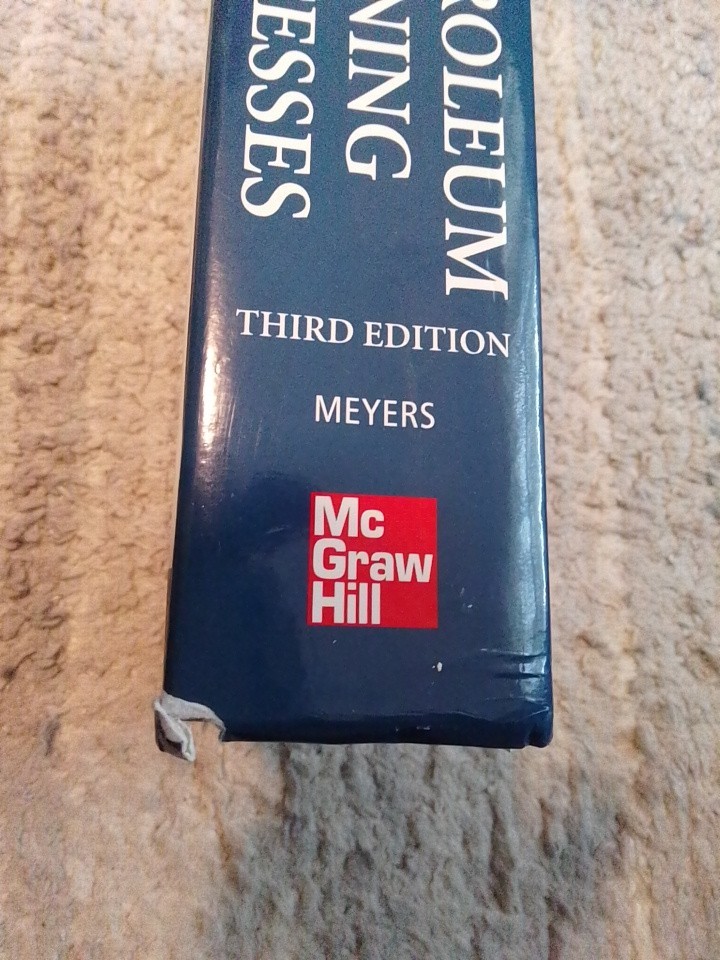 ROLEUM
NING
ESSES
THIRD EDITION
MEYERS
Mc
Graw
Hill